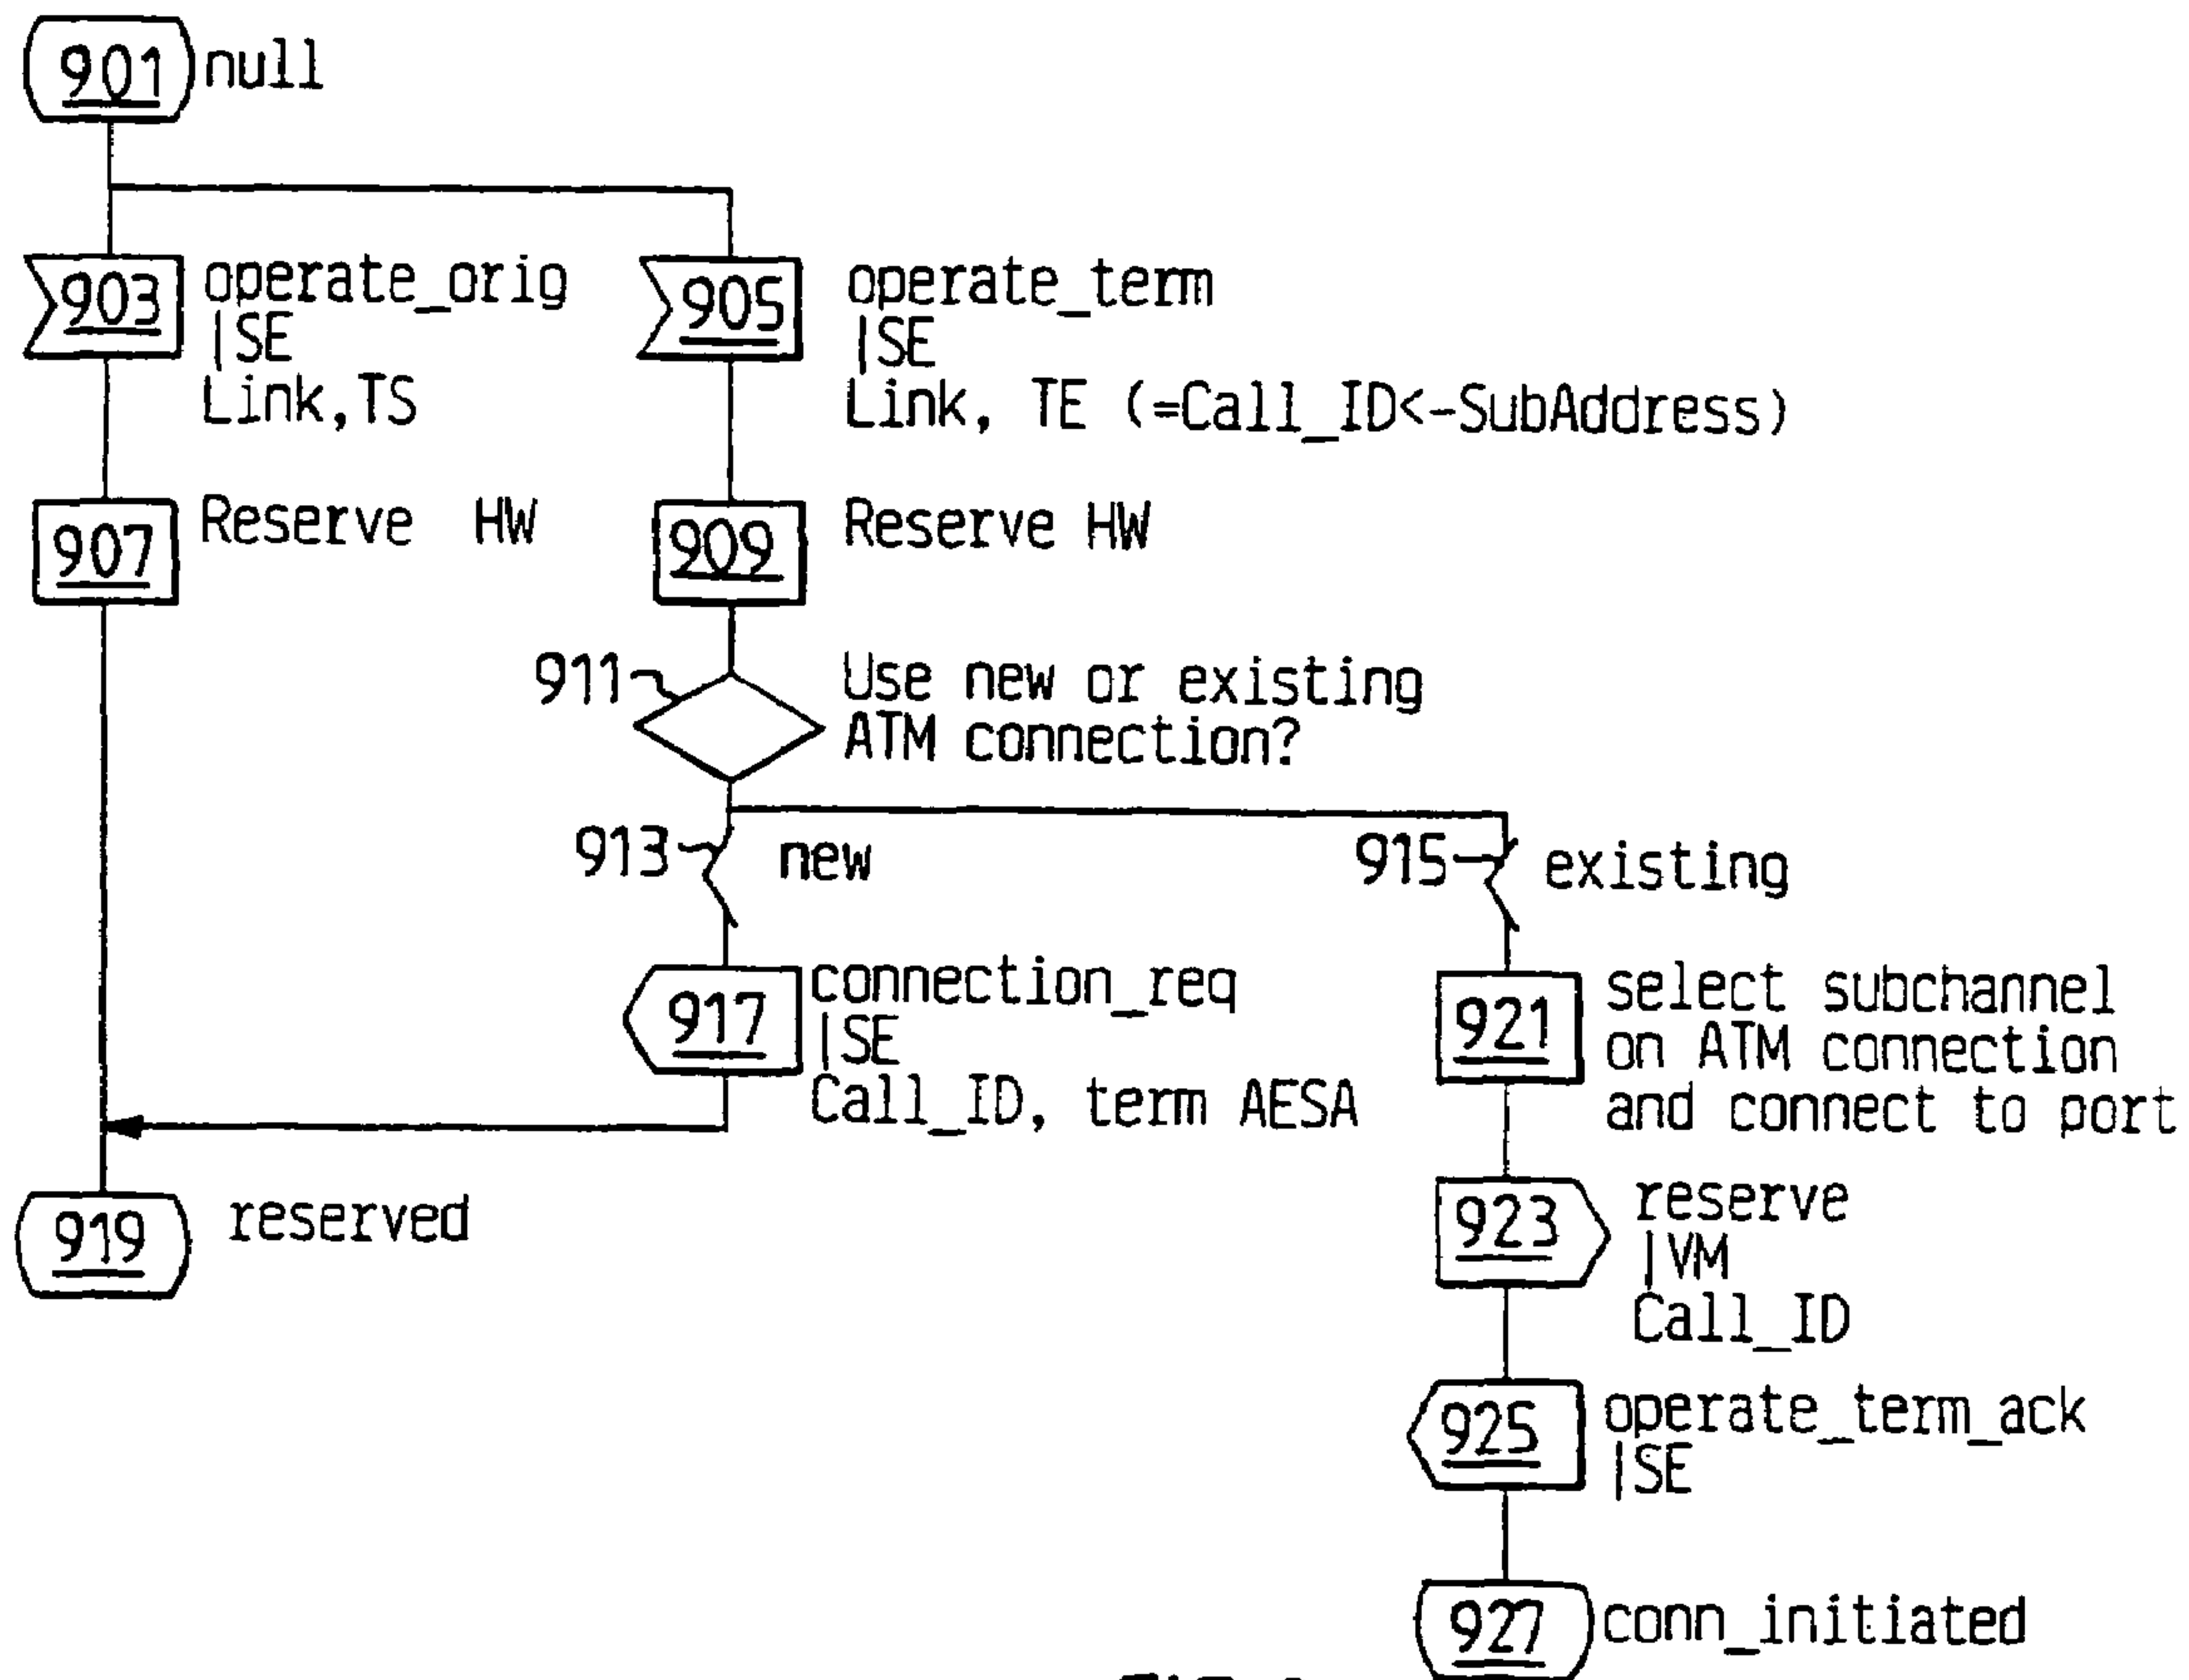 901 null
903 operate_orig
|SE
Link,TS
905 operate_term
|SE
Link, TE (=Call_ID<-SubAddress)
907 Reserve HW
909 Reserve HW
911 Use new or existing
ATM connection?
913 new
915 existing
917 connection_req
|SE
Call_ID, term AESA
921 select subchannel
on ATM connection
and connect to port
919 reserved
923 reserve
|VM
Call_ID
925 operate_term_ack
|SE
927 conn_initiated